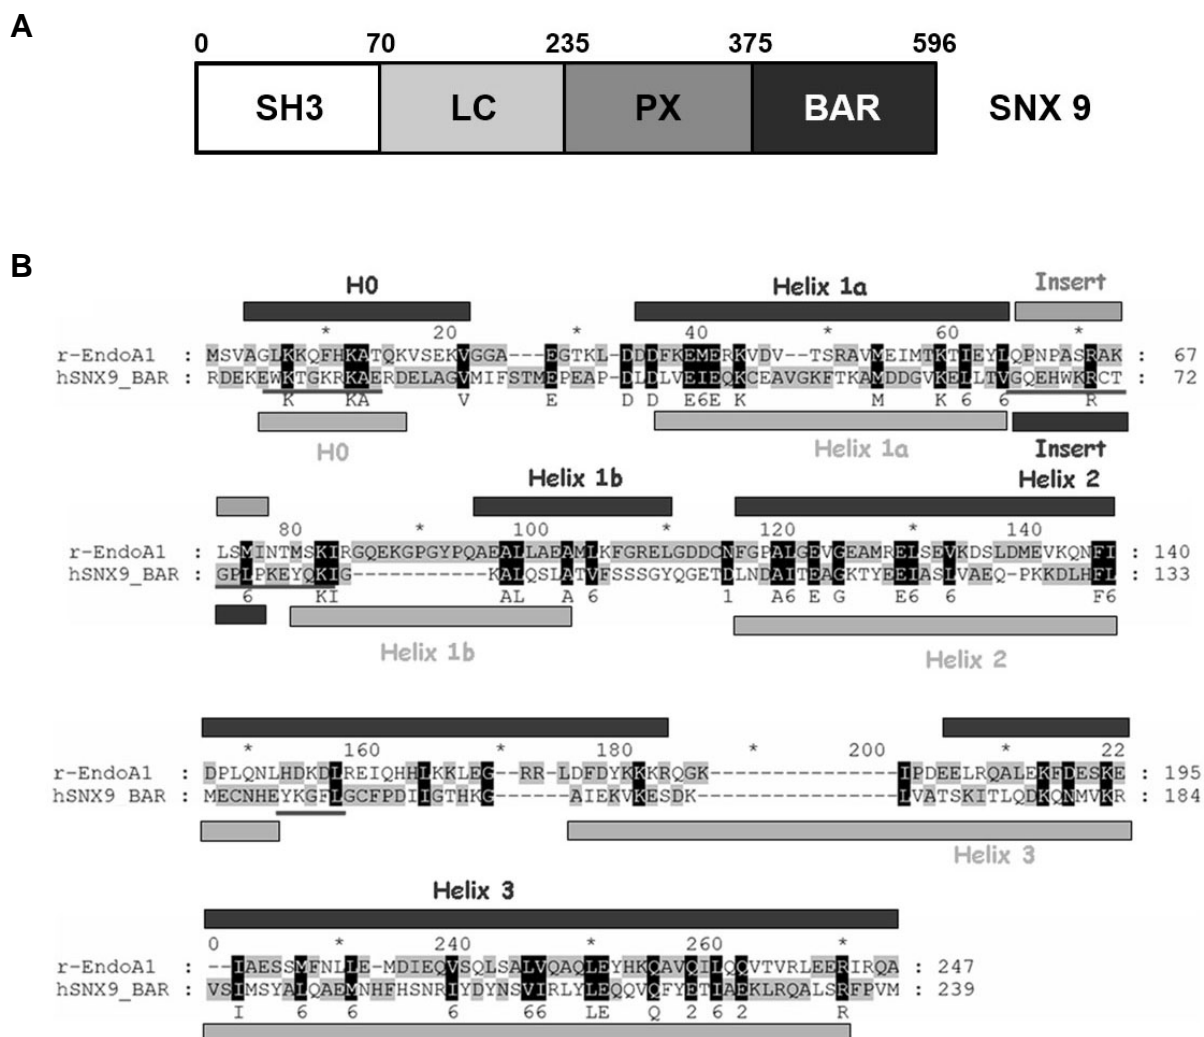 A
0 70 235 375 596
SH3 LC PX BAR SNX 9
B
H0 Helix 1a Insert
* 20 * 40 * 60 *
r-EndoA1 : MSVAGLKKQFHKATQKVSEKVGGA---EGTKL-DDDFKEMERKVDV--TSRAVMEIMTKTIEYLQPNPASRAK : 67
hSNX9_BAR : RDEKEWKTGKRKAERDELAGVMIFSTMEPEAP-DLDLVEIEQKCEAVGKFTKAMDDGVKELLTVGQEHWKRCT : 72
K KA V E D D E6E K M K 6 6 R
H0 Helix 1a Insert
Helix 1b Helix 2
80 * 100 * 120 * 140
r-EndoA1 : LSMINTMSKIRGQEKGPGYPQAEALLAEAMLKFGRELGDDCNFGPALGEVGEAMRELSEVKDSLDMEVKQNFI : 140
hSNX9_BAR : GPLPKEYQKIG-----------KALQSLATVFSSSGYQGETDLNDAITEAGKTYEEIASLVAEQ-PKKDLHFL : 133
6 KI AL A 6 1 A6 E G E6 6 F6
Helix 1b Helix 2
* 160 * 180 * 200 * 22
r-EndoA1 : DPLQNLHDKDLREIQHHLKKLEG--RR-LDFDYKKKRQGK---------------IPDEELRQALEKFDESKE : 195
hSNX9_BAR : MECNHEYKGFLGCFPDIIGTHKG------AIEKVKESDK----------------LVATSKITLQDKQNMVKR : 184
Helix 3
Helix 3
0 * 240 * 260 *
r-EndoA1 : --IAESSMFNLLE-MDIEQVSQLSALVQAQLEYHKQAVQILQQVTVRLEERIRQA : 247
hSNX9_BAR : VSIMSYALQAEMNHFHSNRIYDYNSVIRLYLEQQVQFYETIAEKLRQALSRFPVM : 239
I 6 6 6 66 LE Q 2 6 2 R